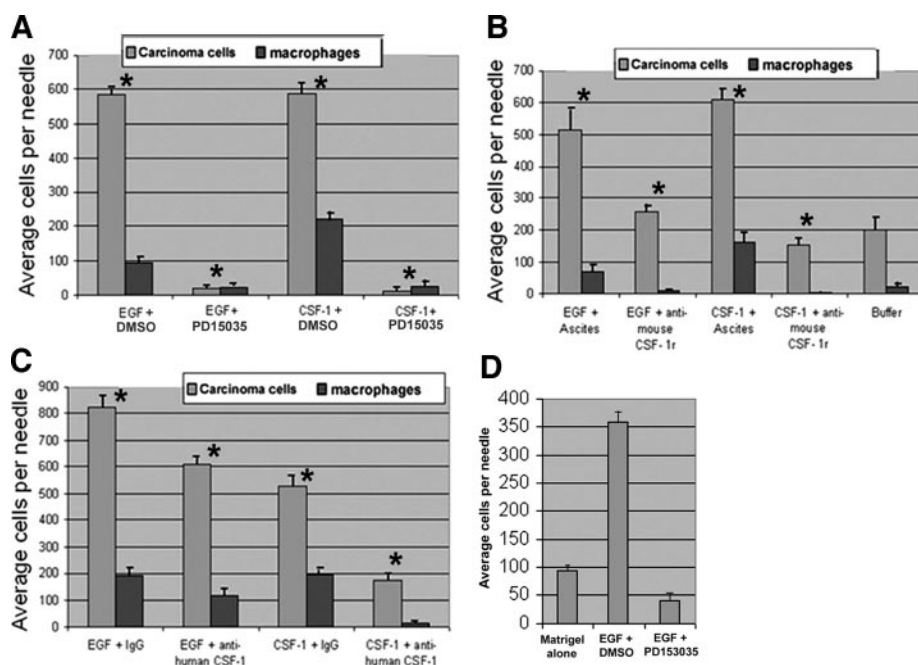 A
Carcinoma cells macrophages
Average cells per needle
700
600
500
400
300
200
100
0
* * * *
EGF + DMSO
EGF+ PD15035
CSF-1 + DMSO
CSF-1+ PD15035
B
Carcinoma cells macrophages
Average cells per needle
700
600
500
400
300
200
100
0
* * * *
EGF + Ascites
EGF + anti-mouse CSF-1r
CSF-1 + Ascites
CSF-1 + anti-mouse CSF-1r
Buffer
C
Carcinoma cells macrophages
Average cells per needle
900
800
700
600
500
400
300
200
100
0
* * * *
EGF + IgG
EGF + anti-human CSF-1
CSF-1 + IgG
CSF-1 + anti-human CSF-1
D
Average cells per needle
400
350
300
250
200
150
100
50
0
Matrigel alone
EGF + DMSO
EGF + PD153035